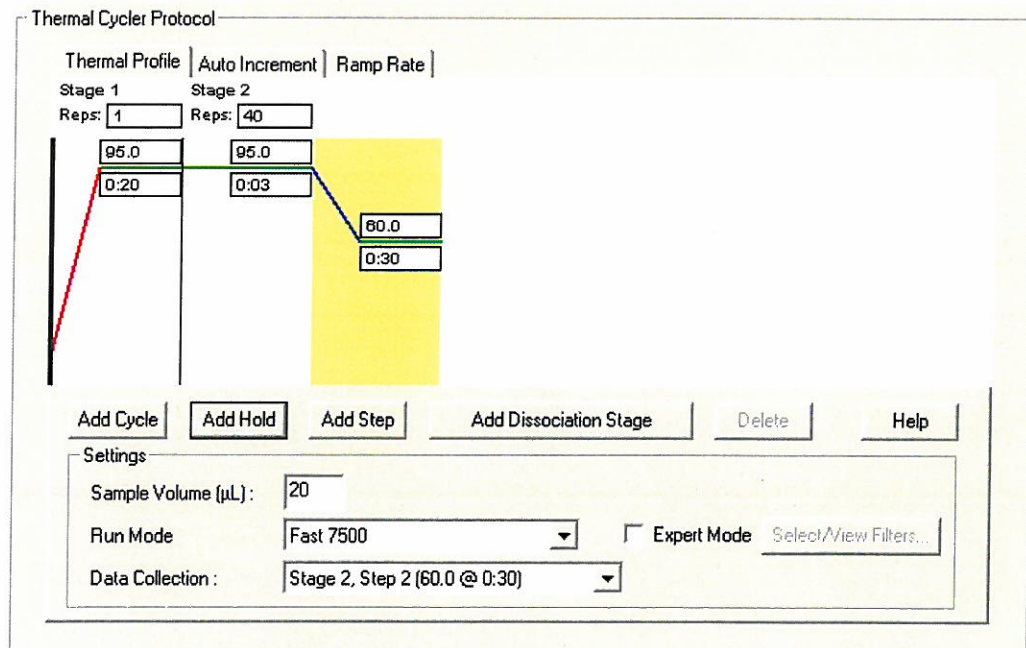 Thermal Cycler Protocol
Thermal Profile Auto Increment Ramp Rate
Stage 1 Stage 2
Reps: 1 Reps: 40
95.0 95.0
0:20 0:03
60.0
0:30
Add Cycle Add Hold Add Step Add Dissociation Stage Delete Help
Settings
Sample Volume (µL) : 20
Run Mode Fast 7500 Expert Mode Select/View Filters...
Data Collection : Stage 2, Step 2 (60.0 @ 0:30)